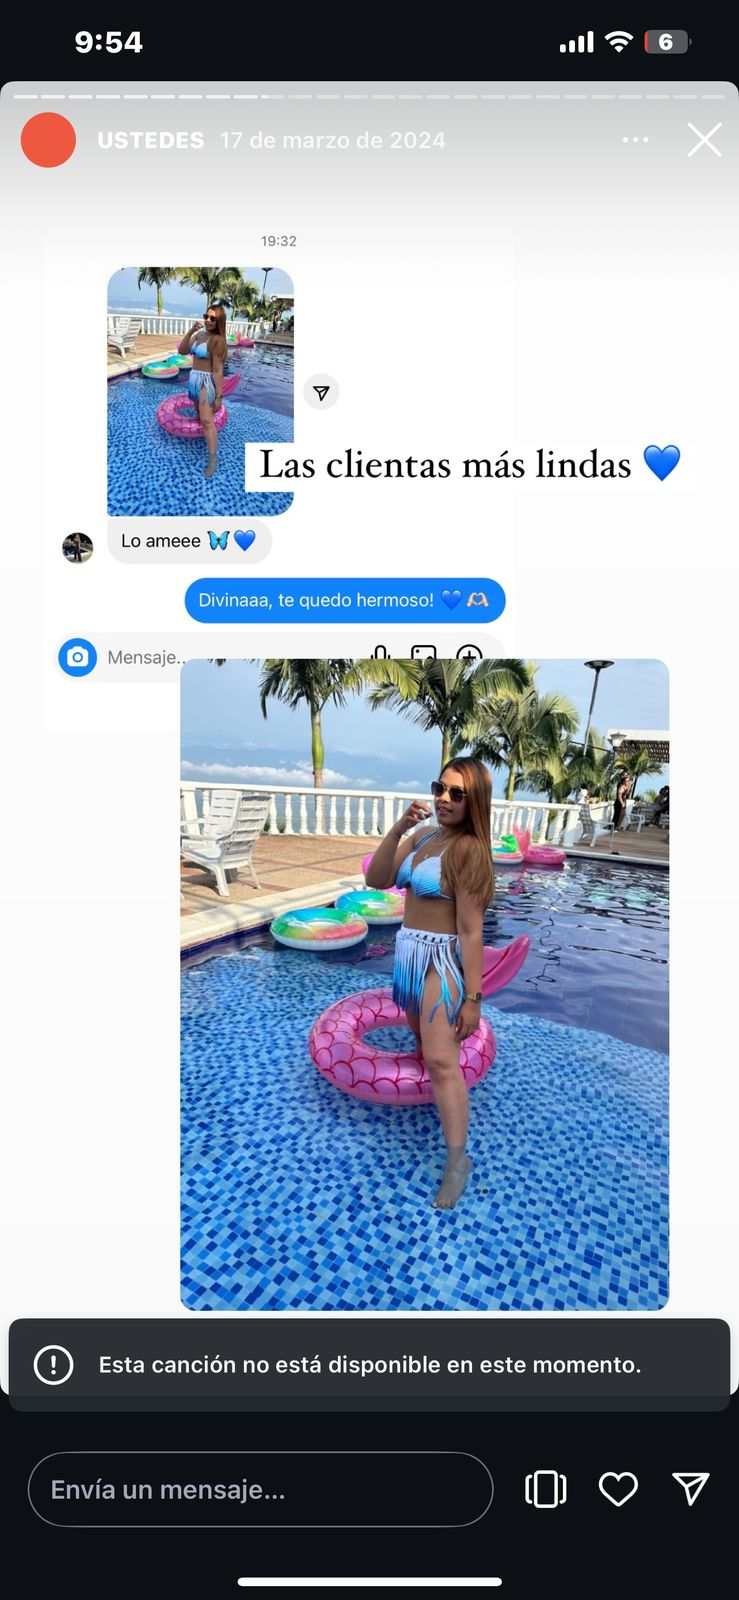 9:54
6
USTEDES 17 de marzo de 2024
19:32
Las clientas más lindas 💙
Lo ameee 🦋💙
Divinaaa, te quedo hermoso! 💙🫶🏻
Mensaje..
Esta canción no está disponible en este momento.
Envía un mensaje...